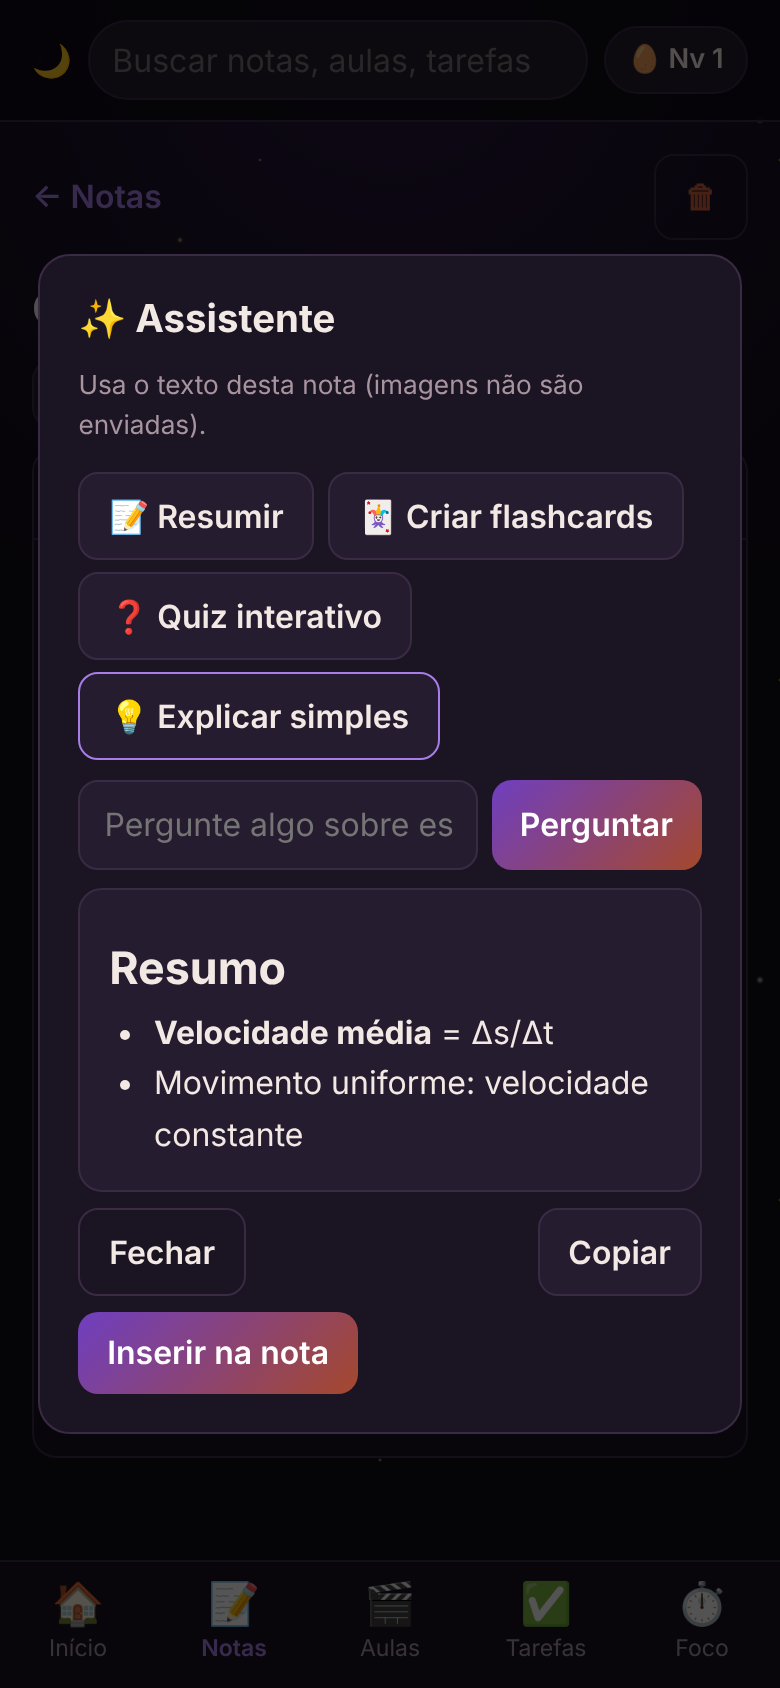 Buscar notas, aulas, tarefas
Nv 1
← Notas
Assistente
Usa o texto desta nota (imagens não são
enviadas).
Resumir
Criar flashcards
Quiz interativo
Explicar simples
Pergunte algo sobre es
Perguntar
Resumo
• Velocidade média = Δs/Δt
• Movimento uniforme: velocidade
constante
Fechar
Copiar
Inserir na nota
Início
Notas
Aulas
Tarefas
Foco